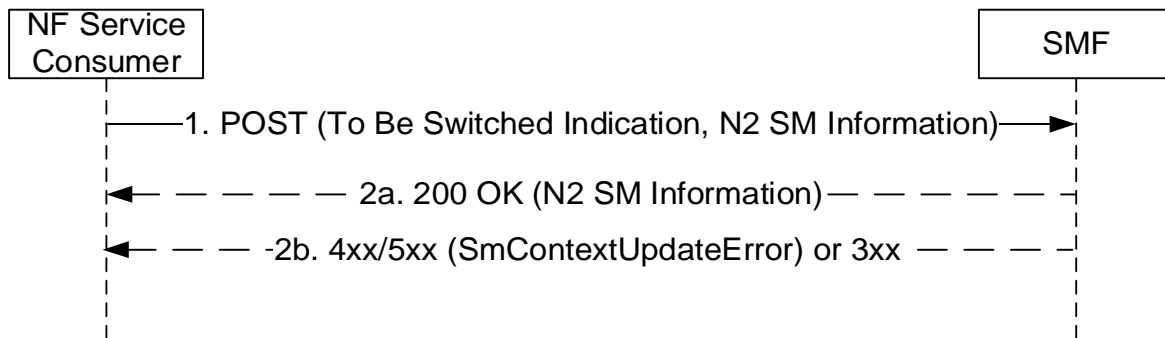 NF Service
Consumer
SMF
1. POST (To Be Switched Indication, N2 SM Information)
2a. 200 OK (N2 SM Information)
2b. 4xx/5xx (SmContextUpdateError) or 3xx